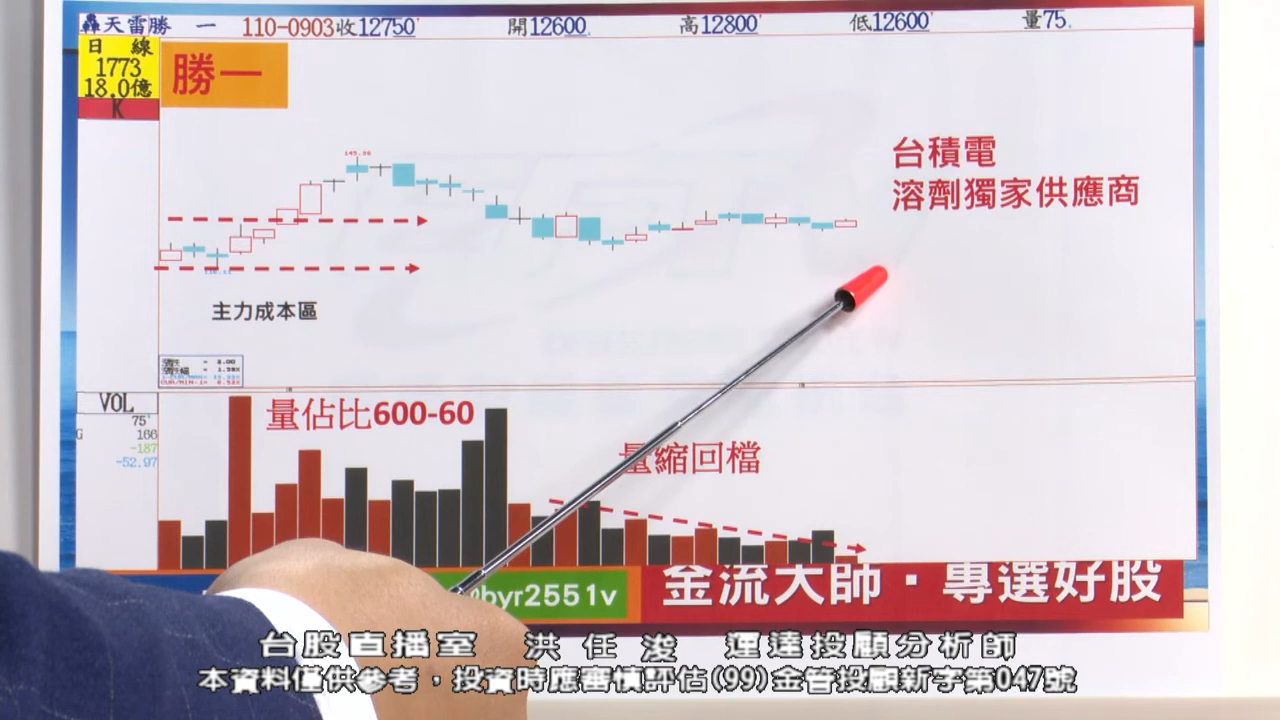 轟天雷勝一 110-0903收12750' 開12600. 高12800' 低12600' 量75.
日線
1773
18.0億
K
勝一
台積電
溶劑獨家供應商
主力成本區
VOL
75'
166
-187
-52.97
量佔比600-60
量縮回檔
byr2551v
金流大師·專選好股
台股直播室 洪任浚 運達投顧分析師
本資料僅供參考,投資時應審慎評估(99)金管投顧新字第047號